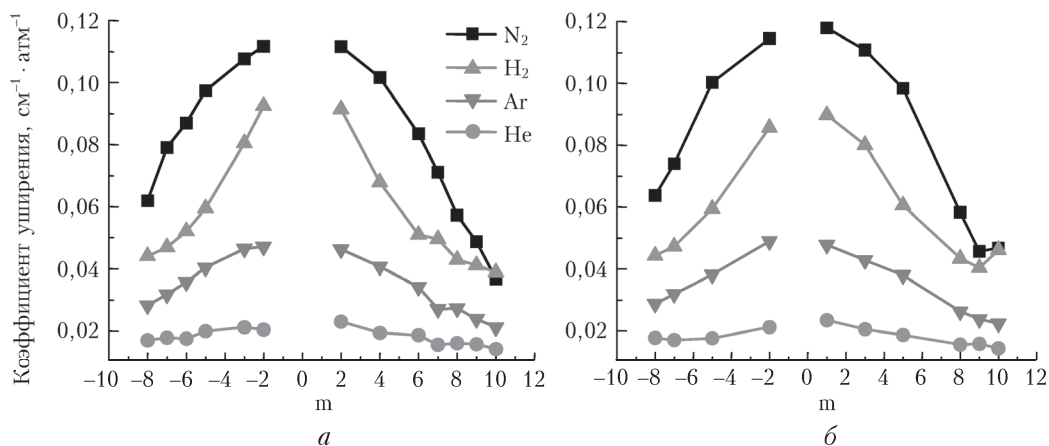 Коэффициент уширения, см⁻¹ · атм⁻¹
0,12
0,10
0,08
0,06
0,04
0,02
−10 −8 −6 −4 −2 0 2 4 6 8 10 12
m
а
N₂
H₂
Ar
He
0,12
0,10
0,08
0,06
0,04
0,02
−10 −8 −6 −4 −2 0 2 4 6 8 10 12
m
б